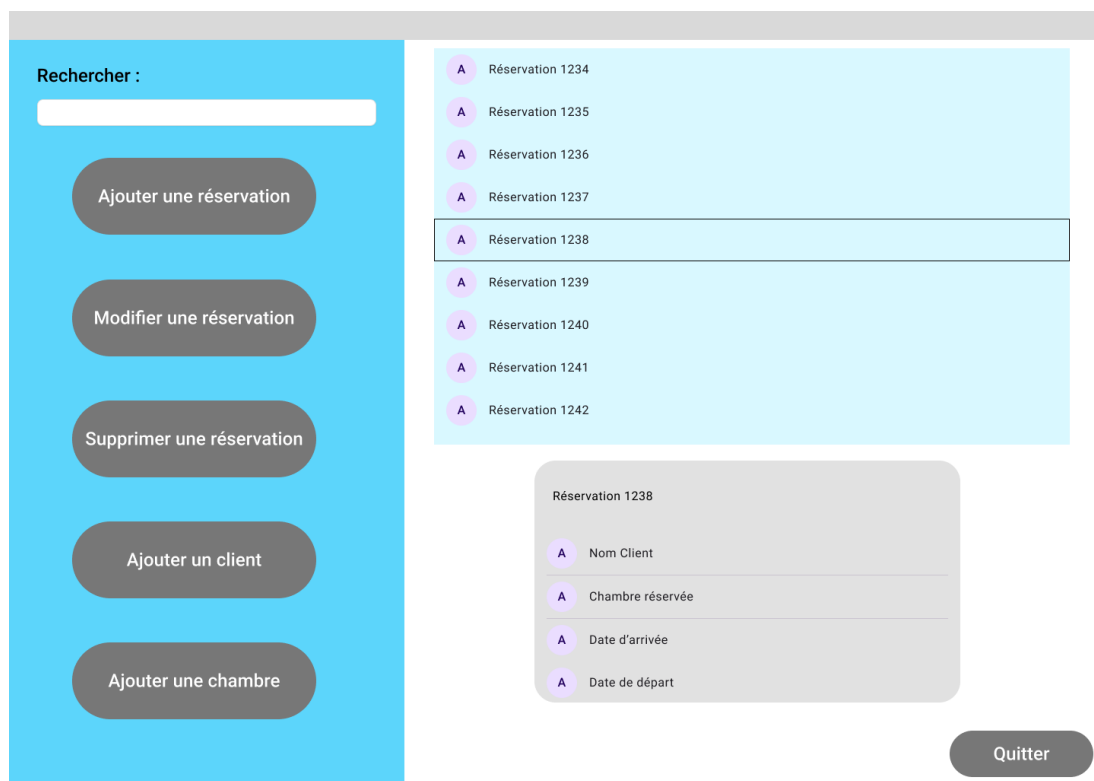 Rechercher :
Ajouter une réservation
Modifier une réservation
Supprimer une réservation
Ajouter un client
Ajouter une chambre
A Réservation 1234
A Réservation 1235
A Réservation 1236
A Réservation 1237
A Réservation 1238
A Réservation 1239
A Réservation 1240
A Réservation 1241
A Réservation 1242
Réservation 1238
A Nom Client
A Chambre réservée
A Date d'arrivée
A Date de départ
Quitter